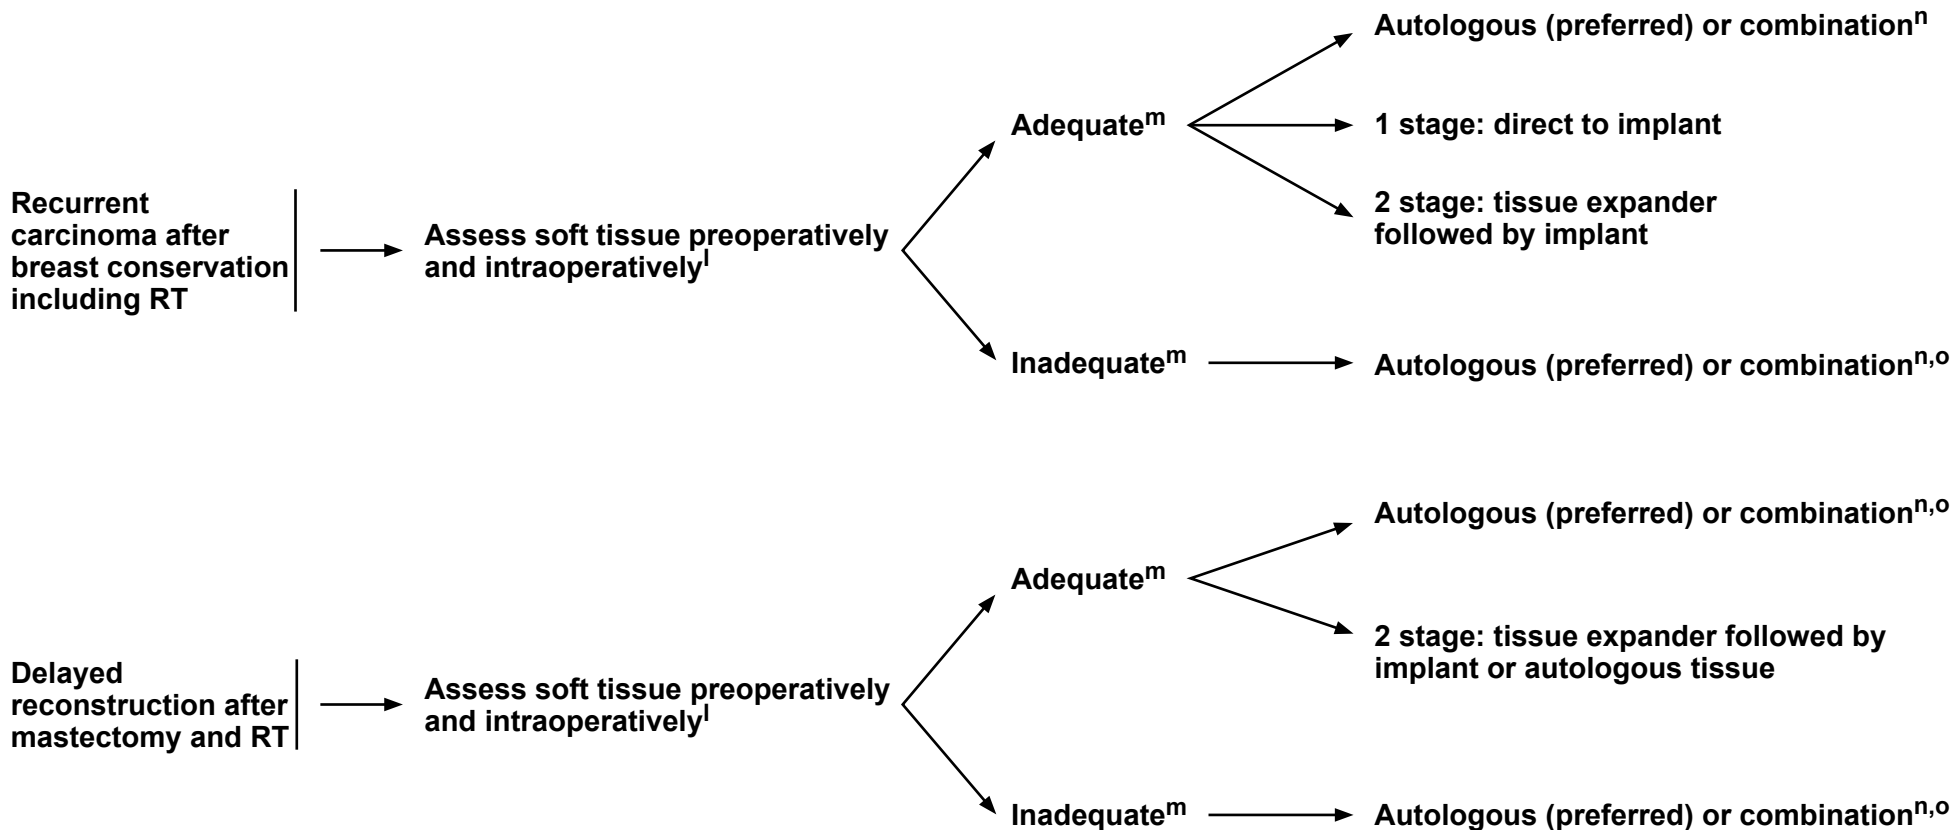 Autologous (preferred) or combinationⁿ
Adequateᵐ
1 stage: direct to implant
2 stage: tissue expander
followed by implant
Recurrent
carcinoma after
breast conservation
including RT
Assess soft tissue preoperatively
and intraoperativelyˡ
Inadequateᵐ
Autologous (preferred) or combinationⁿ,ᵒ
Autologous (preferred) or combinationⁿ,ᵒ
Adequateᵐ
2 stage: tissue expander followed by
implant or autologous tissue
Delayed
reconstruction after
mastectomy and RT
Assess soft tissue preoperatively
and intraoperativelyˡ
Inadequateᵐ
Autologous (preferred) or combinationⁿ,ᵒ